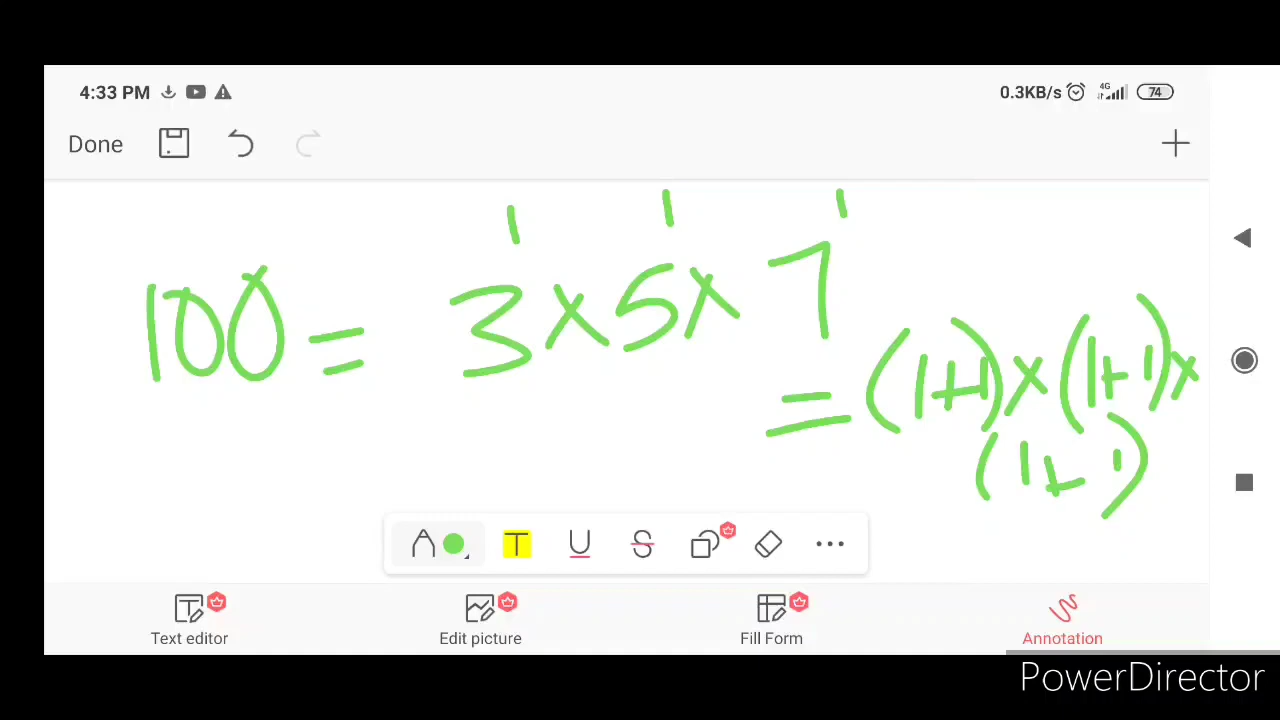 4:33 PM 0.3KB/s 4G 74
Done
1 1 1
100 = 3 x 5 x 7
= (1+1) x (1+1) x
(1+1)
T U S
Text editor Edit picture Fill Form Annotation
PowerDirector